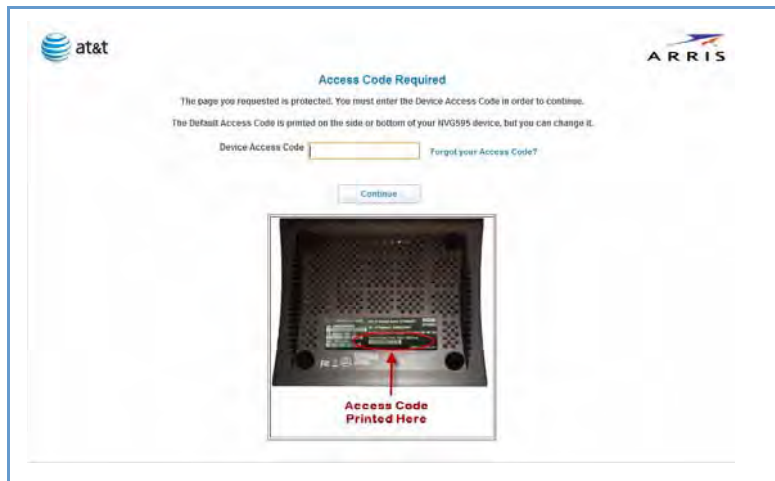 at&t
ARRIS
Access Code Required
The page you requested is protected. You must enter the Device Access Code in order to continue.
The Default Access Code is printed on the side or bottom of your NVG595 device, but you can change it.
Device Access Code
Forgot your Access Code?
Continue
Access Code
Printed Here